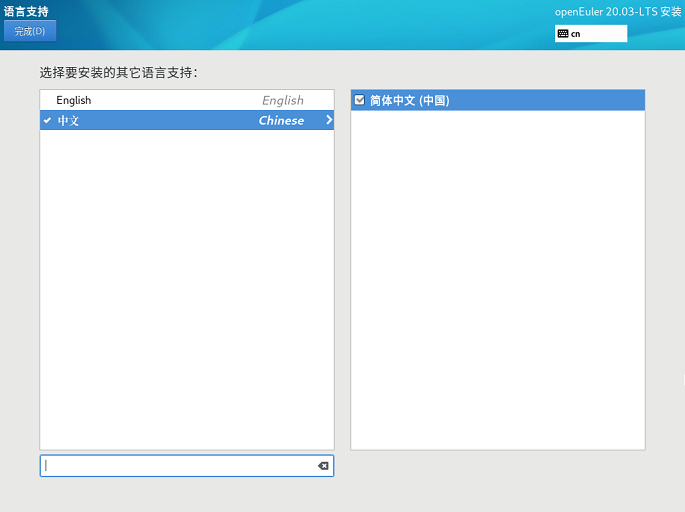 语言支持
openEuler 20.03-LTS 安装
完成(D)
cn
选择要安装的其它语言支持：
English English
中文 Chinese
简体中文 (中国)